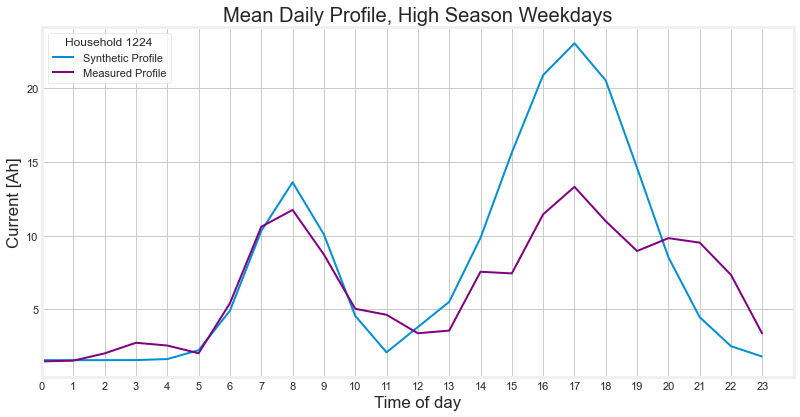 Mean Daily Profile, High Season Weekdays
Household 1224
Synthetic Profile
Measured Profile
Current [Ah]
20
15
10
5
0 1 2 3 4 5 6 7 8 9 10 11 12 13 14 15 16 17 18 19 20 21 22 23
Time of day